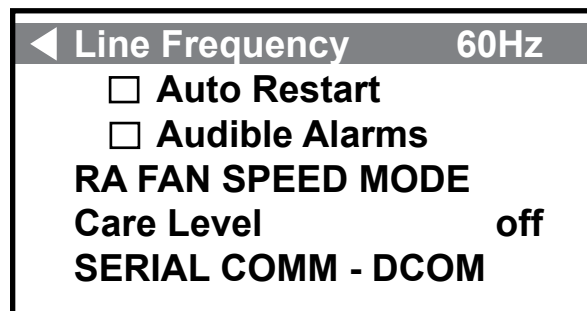 Line Frequency 60Hz
Auto Restart
Audible Alarms
RA FAN SPEED MODE
Care Level off
SERIAL COMM - DCOM